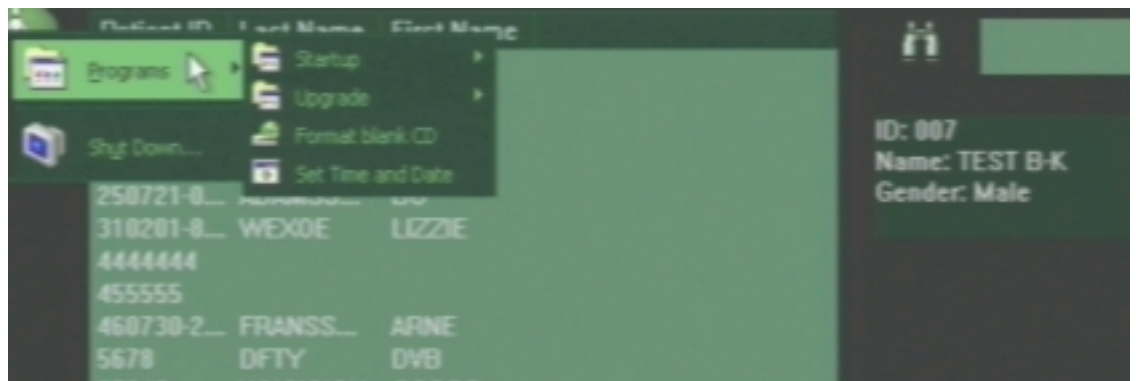 Patient ID Last Name First Name
Programs
Startup
Upgrade
Format blank CD
Set Time and Date
Shut Down...
250721-0...
310201-8... WEXOE LIZZIE
4444444
455555
460730-2... FRANSS... ARNE
5678 DFTY DVB
ID: 007
Name: TEST B-K
Gender: Male